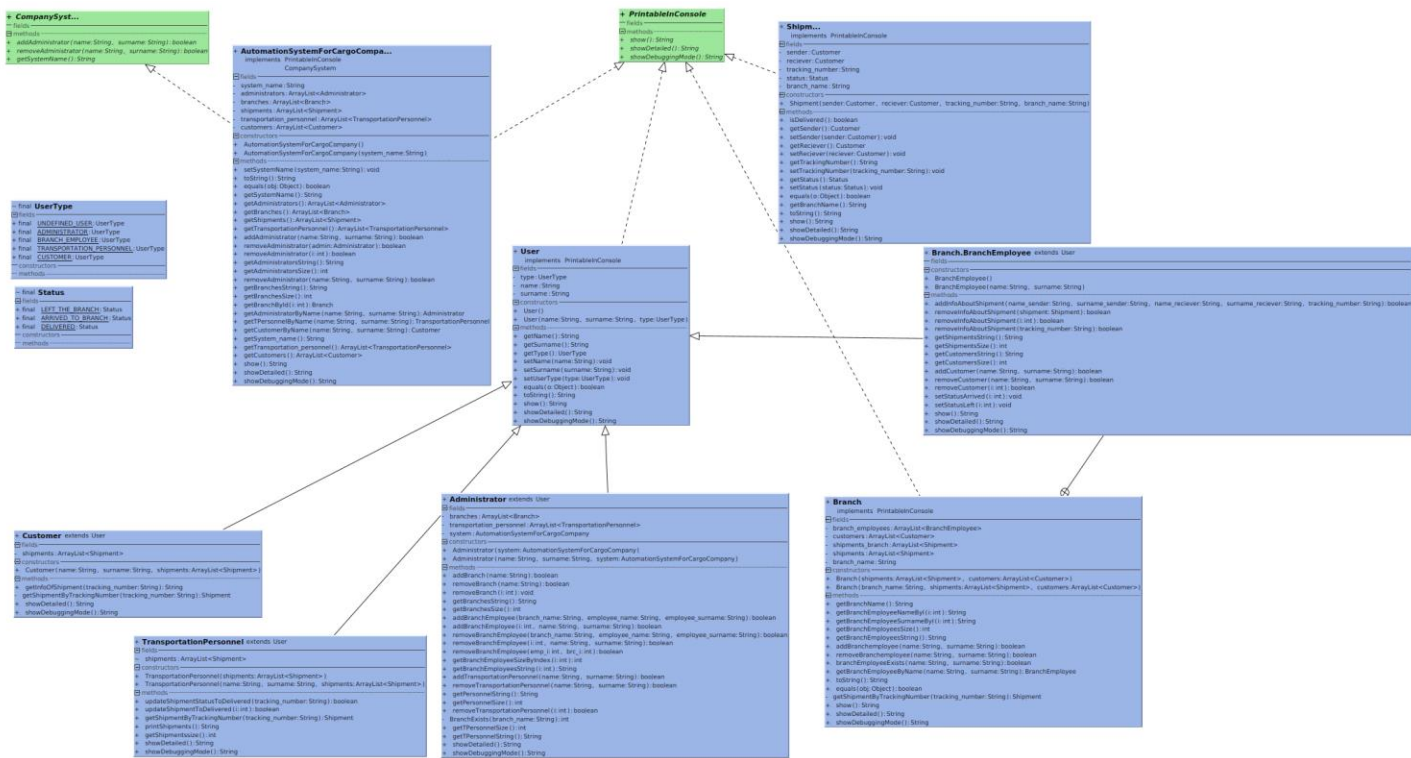 + CompanySyst...
fields
methods
+ addAdministrator(name:String, surname:String):boolean
+ removeAdministrator(name:String, surname:String):boolean
+ getSystemName():String
+ PrintableInConsole
fields
methods
+ show():String
+ showDetailed():String
+ showDebuggingMode():String
+ AutomationSystemForCargoCompa...
implements PrintableInConsole
CompanySystem
fields
- system_name:String
- administrators:ArrayList<Administrator>
- branches:ArrayList<Branch>
- shipments:ArrayList<Shipment>
- transportation_personnel:ArrayList<TransportationPersonnel>
- customers:ArrayList<Customer>
constructors
+ AutomationSystemForCargoCompany()
+ AutomationSystemForCargoCompany(system_name:String)
methods
+ setSystemName(system_name:String):void
+ toString():String
+ equals(obj:Object):boolean
+ getSystemName():String
+ getAdministrators():ArrayList<Administrator>
+ getBranches():ArrayList<Branch>
+ getShipments():ArrayList<Shipment>
+ getTransportationPersonnel():ArrayList<TransportationPersonnel>
+ addAdministrator(name:String, surname:String):boolean
+ removeAdministrator(admin:Administrator):boolean
+ removeAdministrator(i:int):boolean
+ getAdministratorsString():String
+ getAdministratorsSize():int
+ removeAdministrator(name:String, surname:String):boolean
+ getBranchesString():String
+ getBranchesSize():int
+ getBranchById(i:int):Branch
+ getAdministratorByName(name:String, surname:String):Administrator
+ getTPersonnelByName(name:String, surname:String):TransportationPersonnel
+ getCustomerByName(name:String, surname:String):Customer
+ getSystem_name():String
+ getTransportation_personnel():ArrayList<TransportationPersonnel>
+ getCustomers():ArrayList<Customer>
+ show():String
+ showDetailed():String
+ showDebuggingMode():String
+ Shipm...
implements PrintableInConsole
fields
- sender:Customer
- reciever:Customer
- tracking_number:String
- status:Status
- branch_name:String
constructors
+ Shipment(sender:Customer, reciever:Customer, tracking_number:String, branch_name:String)
methods
+ isDelivered():boolean
+ getSender():Customer
+ setSender(sender:Customer):void
+ getReciever():Customer
+ setReciever(reciever:Customer):void
+ getTrackingNumber():String
+ setTrackingNumber(tracking_number:String):void
+ getStatus():Status
+ setStatus(status:Status):void
+ equals(o:Object):boolean
+ getBranchName():String
+ toString():String
+ show():String
+ showDetailed():String
+ showDebuggingMode():String
~ final UserType
fields
+ final UNDEFINED_USER:UserType
+ final ADMINISTRATOR:UserType
+ final BRANCH_EMPLOYEE:UserType
+ final TRANSPORTATION_PERSONNEL:UserType
+ final CUSTOMER:UserType
constructors
methods
~ final Status
fields
+ final LEFT_THE_BRANCH:Status
+ final ARRIVED_TO_BRANCH:Status
+ final DELIVERED:Status
constructors
methods
+ User
implements PrintableInConsole
fields
- type:UserType
- name:String
- surname:String
constructors
+ User()
+ User(name:String, surname:String, type:UserType)
methods
+ getName():String
+ getSurname():String
+ getType():UserType
+ setName(name:String):void
+ setSurname(surname:String):void
+ setUserType(type:UserType):void
+ equals(o:Object):boolean
+ toString():String
+ show():String
+ showDetailed():String
+ showDebuggingMode():String
+ Branch.BranchEmployee extends User
fields
constructors
+ BranchEmployee()
+ BranchEmployee(name:String, surname:String)
methods
+ addInfoAboutShipment(name_sender:String, surname_sender:String, name_reciever:String, surname_reciever:String, tracking_number:String):boolean
+ removeInfoAboutShipment(shipment:Shipment):boolean
+ removeInfoAboutShipment(i:int):boolean
+ removeInfoAboutShipment(tracking_number:String):boolean
+ getShipmentsString():String
+ getShipmentsSize():int
+ getCustomersString():String
+ getCustomersSize():int
+ addCustomer(name:String, surname:String):boolean
+ removeCustomer(name:String, surname:String):boolean
+ removeCustomer(i:int):boolean
+ setStatusArrived(i:int):void
+ setStatusLeft(i:int):void
+ show():String
+ showDetailed():String
+ showDebuggingMode():String
+ Customer extends User
fields
- shipments:ArrayList<Shipment>
constructors
+ Customer(name:String, surname:String, shipments:ArrayList<Shipment>)
methods
+ getInfoOfShipment(tracking_number:String):String
- getShipmentByTrackingNumber(tracking_number:String):Shipment
+ showDetailed():String
+ showDebuggingMode():String
+ TransportationPersonnel extends User
fields
- shipments:ArrayList<Shipment>
constructors
+ TransportationPersonnel(shipments:ArrayList<Shipment>)
+ TransportationPersonnel(name:String, surname:String, shipments:ArrayList<Shipment>)
methods
+ updateShipmentStatusToDelivered(tracking_number:String):boolean
+ updateShipmentToDelivered(i:int):boolean
+ getShipmentByTrackingNumber(tracking_number:String):Shipment
+ printShipments():String
+ getShipmentssize():int
+ showDetailed():String
+ showDebuggingMode():String
+ Administrator extends User
fields
- branches:ArrayList<Branch>
- transportation_personnel:ArrayList<TransportationPersonnel>
- system:AutomationSystemForCargoCompany
constructors
+ Administrator(system:AutomationSystemForCargoCompany)
+ Administrator(name:String, surname:String, system:AutomationSystemForCargoCompany)
methods
+ addBranch(name:String):boolean
+ removeBranch(name:String):boolean
+ removeBranch(i:int):void
+ getBranchesString():String
+ getBranchesSize():int
+ addBranchEmployee(branch_name:String, employee_name:String, employee_surname:String):boolean
+ addBranchEmployee(i:int, name:String, surname:String):boolean
+ removeBranchEmployee(branch_name:String, employee_name:String, employee_surname:String):boolean
+ removeBranchEmployee(i:int, name:String, surname:String):boolean
+ removeBranchEmployee(emp_i:int, brc_i:int):boolean
+ getBranchEmployeeSizeByIndex(i:int):int
+ getBranchEmployeesString(i:int):String
+ addTransportationPersonnel(name:String, surname:String):boolean
+ removeTransportationPersonnel(name:String, surname:String):boolean
+ getPersonnelString():String
+ getPersonnelSize():int
+ removeTransportationPersonnel(i:int):boolean
- BranchExists(branch_name:String):int
+ getTPersonnelSize():int
+ getTPersonnelString():String
+ showDetailed():String
+ showDebuggingMode():String
+ Branch
implements PrintableInConsole
fields
- branch_employees:ArrayList<BranchEmployee>
- customers:ArrayList<Customer>
- shipments_branch:ArrayList<Shipment>
- shipments:ArrayList<Shipment>
- branch_name:String
constructors
+ Branch(shipments:ArrayList<Shipment>, customers:ArrayList<Customer>)
+ Branch(branch_name:String, shipments:ArrayList<Shipment>, customers:ArrayList<Customer>)
methods
+ getBranchName():String
+ getBranchEmployeeNameByI(i:int):String
+ getBranchEmployeeSurnameByI(i:int):String
+ getBranchEmployeesSize():int
+ getBranchEmployeesString():String
+ addBranchemployee(name:String, surname:String):boolean
+ removeBranchemployee(name:String, surname:String):boolean
- branchEmployeeExists(name:String, surname:String):boolean
+ getBranchEmployeeByName(name:String, surname:String):BranchEmployee
+ toString():String
+ equals(obj:Object):boolean
- getShipmentByTrackingNumber(tracking_number:String):Shipment
+ show():String
+ showDetailed():String
+ showDebuggingMode():String